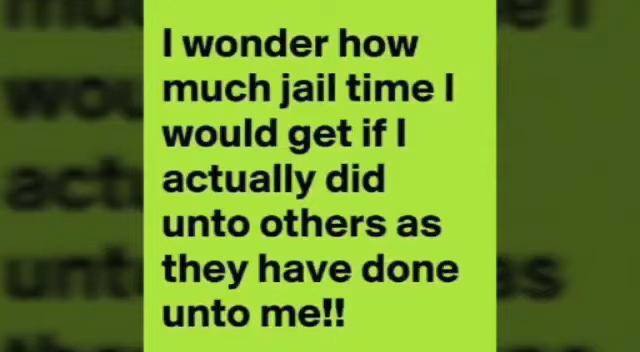 I wonder how
much jail time I
would get if I
actually did
unto others as
they have done
unto me!!